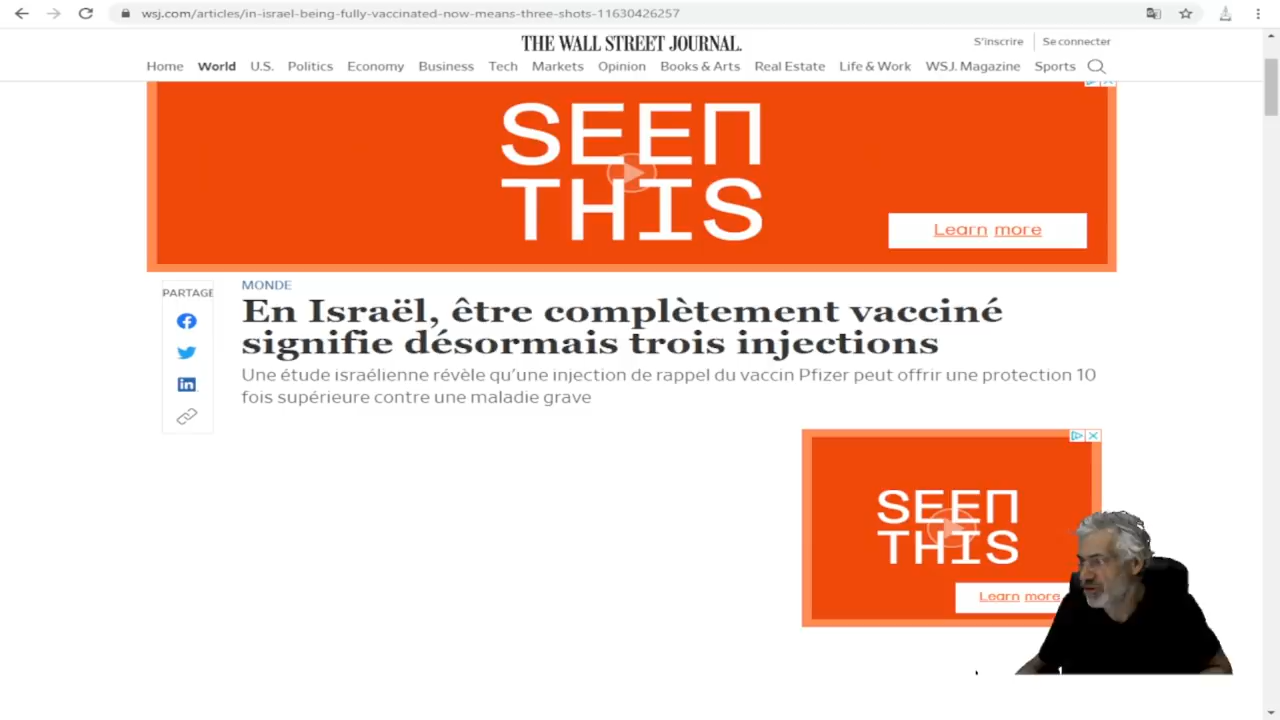 wsj.com/articles/in-israel-being-fully-vaccinated-now-means-three-shots-11630426257
THE WALL STREET JOURNAL.
S'inscrire Se connecter
Home World U.S. Politics Economy Business Tech Markets Opinion Books & Arts Real Estate Life & Work WSJ. Magazine Sports
SEEN
THIS
Learn more
PARTAGE
MONDE
En Israël, être complètement vacciné
signifie désormais trois injections
Une étude israélienne révèle qu'une injection de rappel du vaccin Pfizer peut offrir une protection 10
fois supérieure contre une maladie grave
SEEN
THIS
Learn more